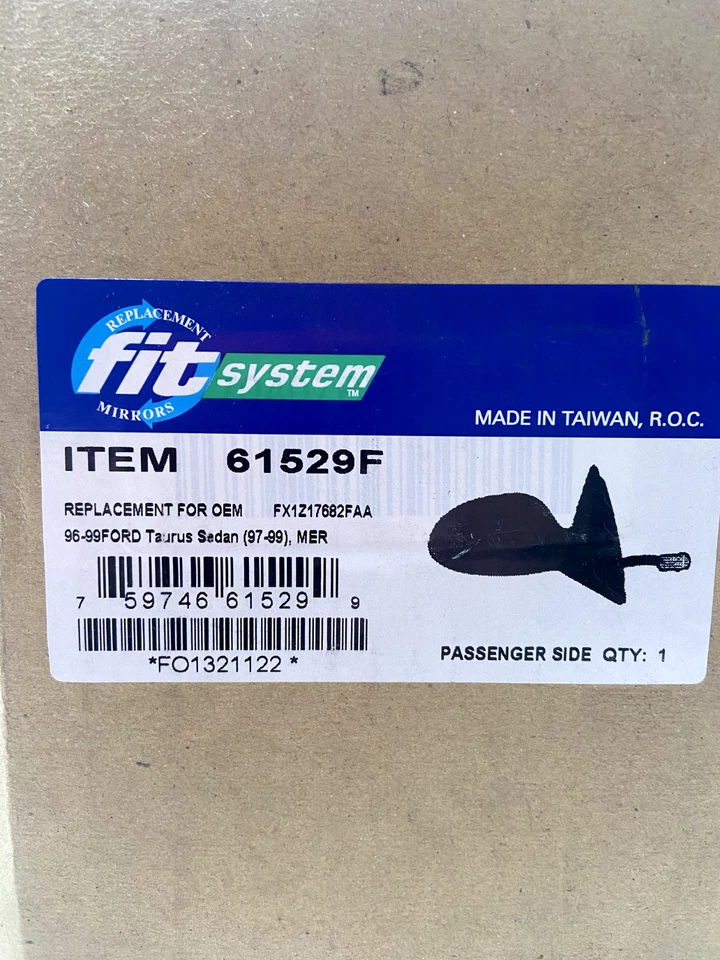 REPLACEMENT
fit system™
MIRRORS
MADE IN TAIWAN, R.O.C.
ITEM 61529F
REPLACEMENT FOR OEM FX1Z17682FAA
96-99FORD Taurus Sedan (97-99), MER
7 59746 61529 9
*FO1321122 *
PASSENGER SIDE QTY: 1